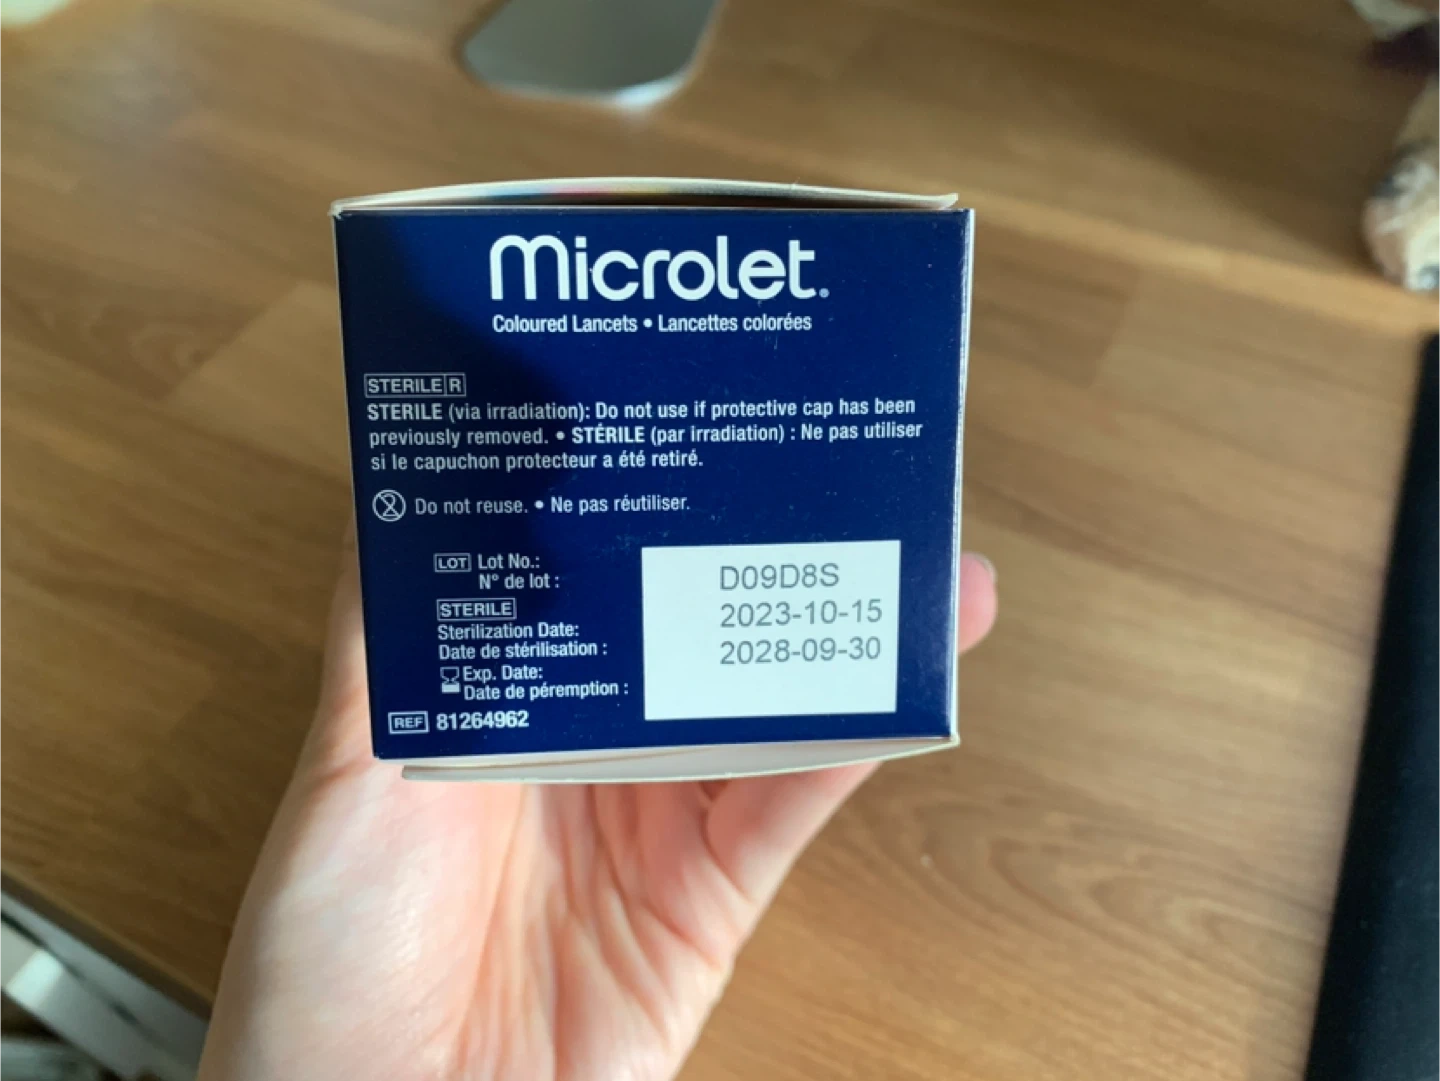 Microlet®
Coloured Lancets • Lancettes colorées
STERILE R
STERILE (via irradiation): Do not use if protective cap has been
previously removed. • STÉRILE (par irradiation) : Ne pas utiliser
si le capuchon protecteur a été retiré.
2 Do not reuse. • Ne pas réutiliser.
LOT Lot No.:
N° de lot :
D09D8S
STERILE
Sterilization Date:
Date de stérilisation :
2023-10-15
Exp. Date:
Date de péremption :
2028-09-30
REF 81264962